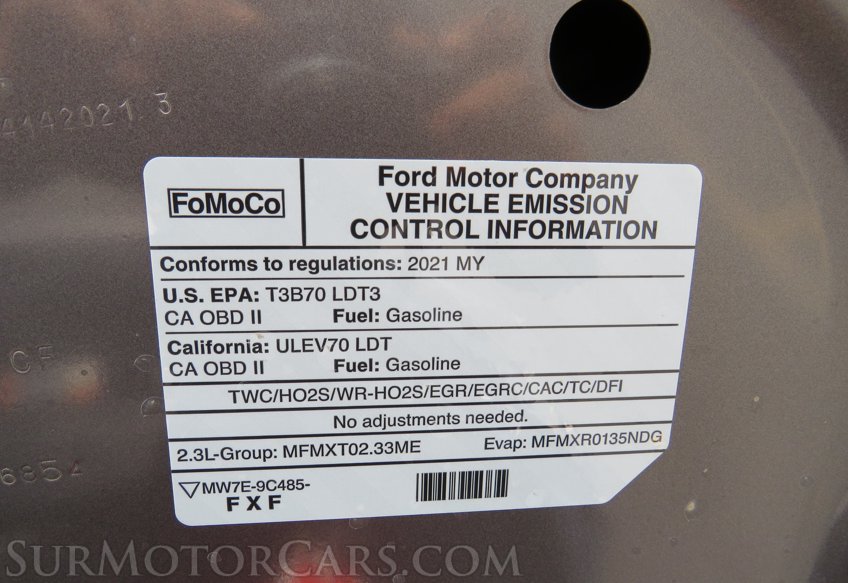 4142021.3
FoMoCo
Ford Motor Company
VEHICLE EMISSION
CONTROL INFORMATION
Conforms to regulations: 2021 MY
U.S. EPA: T3B70 LDT3
CA OBD II Fuel: Gasoline
California: ULEV70 LDT
CA OBD II Fuel: Gasoline
TWC/HO2S/WR-HO2S/EGR/EGRC/CAC/TC/DFI
No adjustments needed.
2.3L-Group: MFMXT02.33ME Evap: MFMXR0135NDG
MW7E-9C485-
FXF
CF
SURMOTORCARS.COM